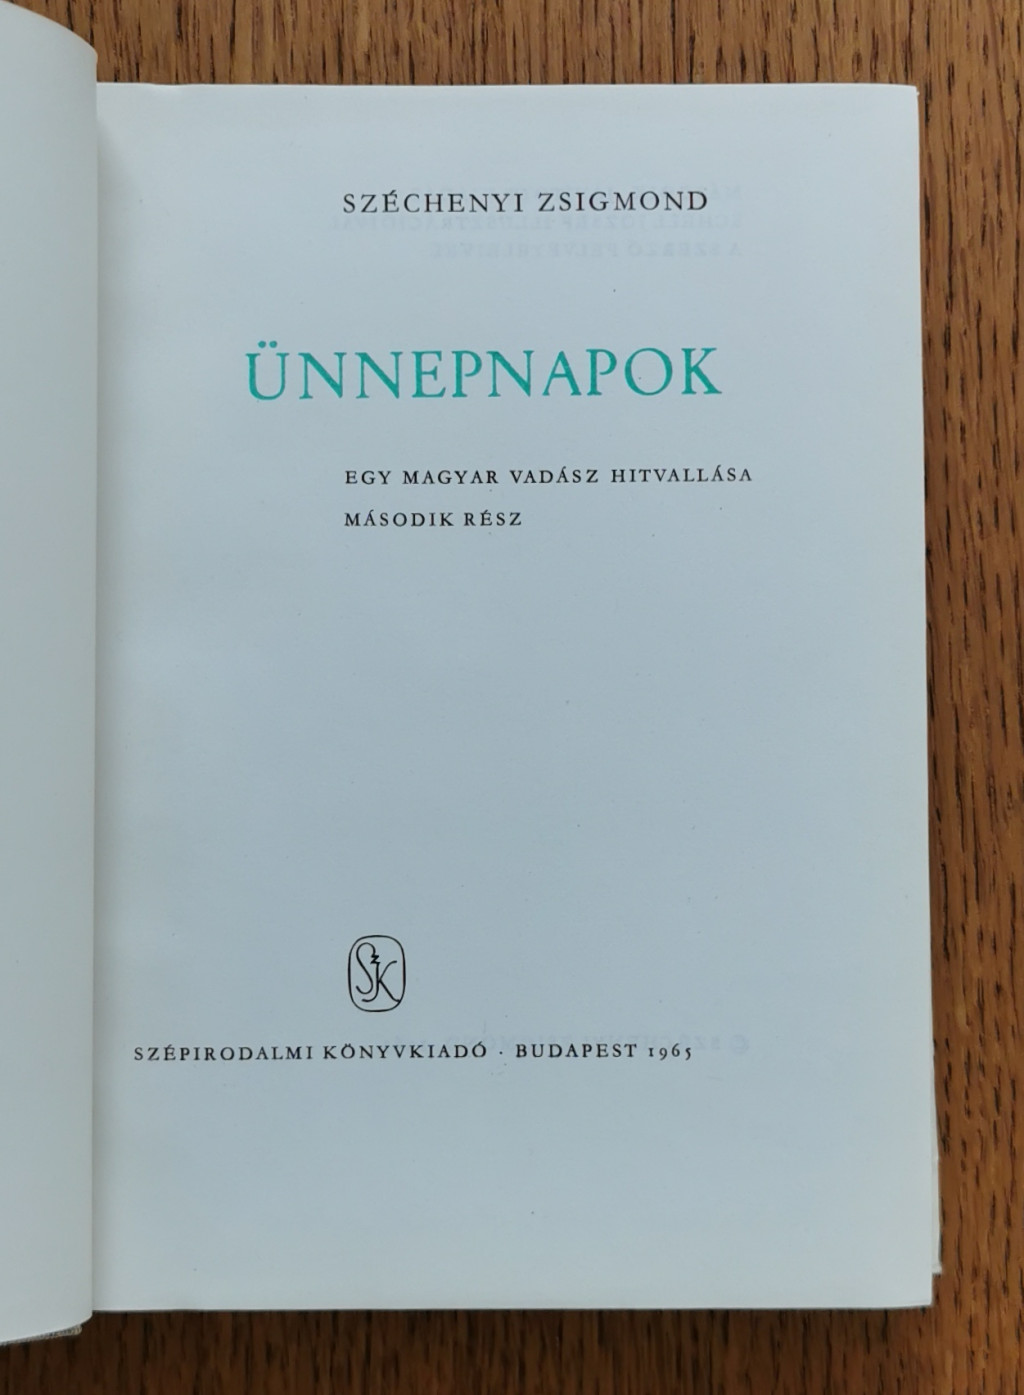 SZÉCHENYI ZSIGMOND
ÜNNEPNAPOK
EGY MAGYAR VADÁSZ HITVALLÁSA
MÁSODIK RÉSZ
SzK
SZÉPIRODALMI KÖNYVKIADÓ · BUDAPEST 1965